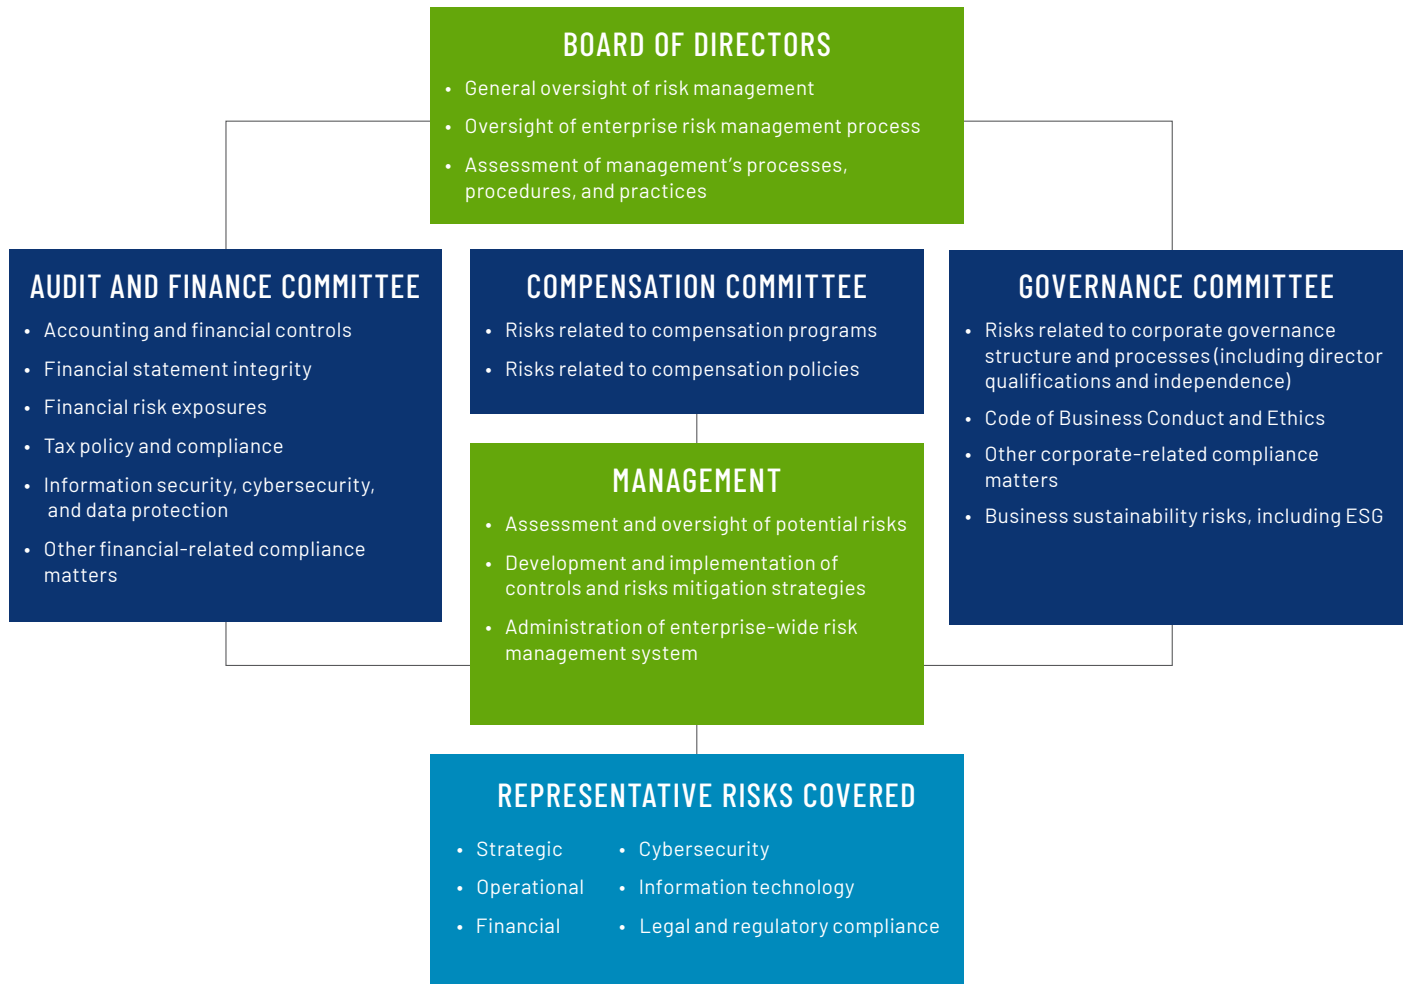 BOARD OF DIRECTORS
• General oversight of risk management
• Oversight of enterprise risk management process
• Assessment of management's processes,
procedures, and practices
AUDIT AND FINANCE COMMITTEE
• Accounting and financial controls
• Financial statement integrity
• Financial risk exposures
• Tax policy and compliance
• Information security, cybersecurity,
and data protection
• Other financial-related compliance
matters
COMPENSATION COMMITTEE
• Risks related to compensation programs
• Risks related to compensation policies
GOVERNANCE COMMITTEE
• Risks related to corporate governance
structure and processes (including director
qualifications and independence)
• Code of Business Conduct and Ethics
• Other corporate-related compliance
matters
• Business sustainability risks, including ESG
MANAGEMENT
• Assessment and oversight of potential risks
• Development and implementation of
controls and risks mitigation strategies
• Administration of enterprise-wide risk
management system
REPRESENTATIVE RISKS COVERED
• Strategic
• Operational
• Financial
• Cybersecurity
• Information technology
• Legal and regulatory compliance